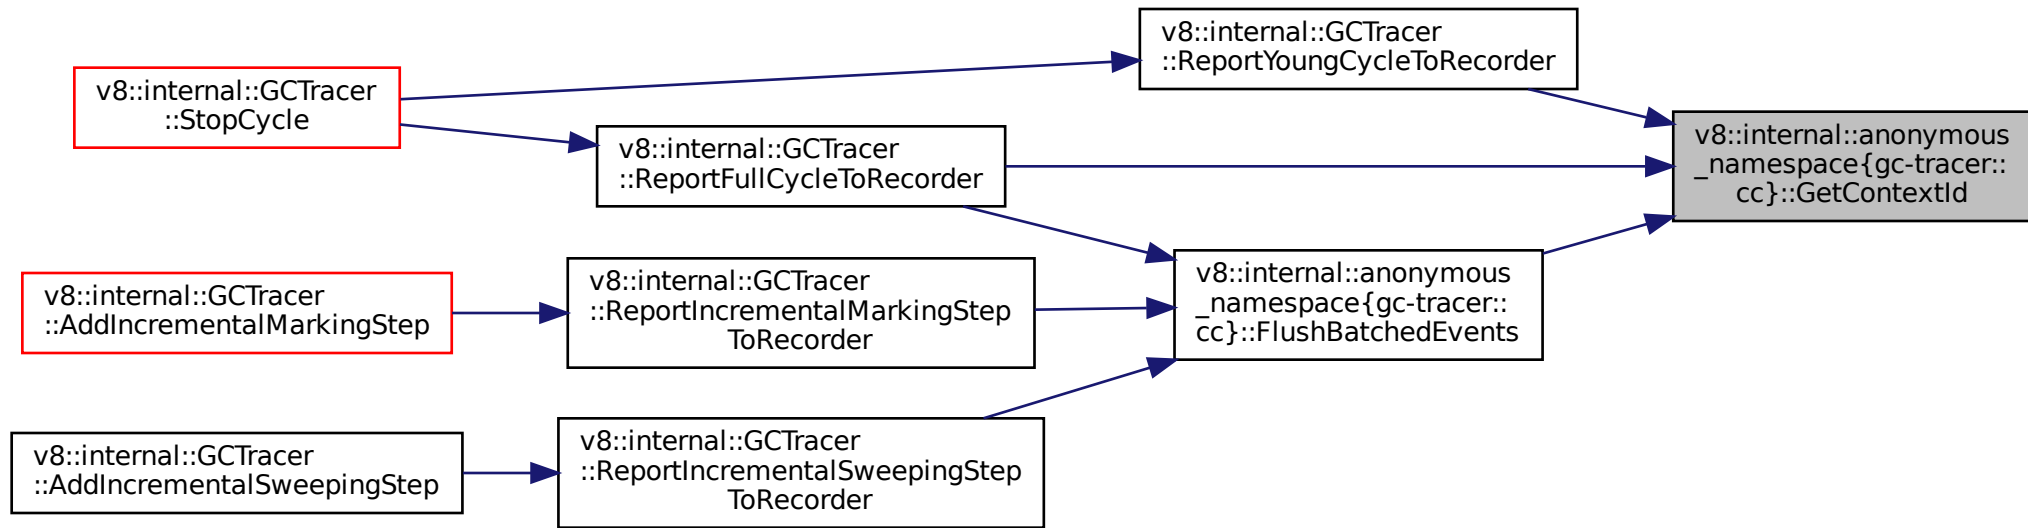 v8::internal::GCTracer
::StopCycle
v8::internal::GCTracer
::ReportYoungCycleToRecorder
v8::internal::GCTracer
::ReportFullCycleToRecorder
v8::internal::anonymous
_namespace{gc-tracer::
cc}::GetContextId
v8::internal::GCTracer
::AddIncrementalMarkingStep
v8::internal::GCTracer
::ReportIncrementalMarkingStep
ToRecorder
v8::internal::anonymous
_namespace{gc-tracer::
cc}::FlushBatchedEvents
v8::internal::GCTracer
::AddIncrementalSweepingStep
v8::internal::GCTracer
::ReportIncrementalSweepingStep
ToRecorder